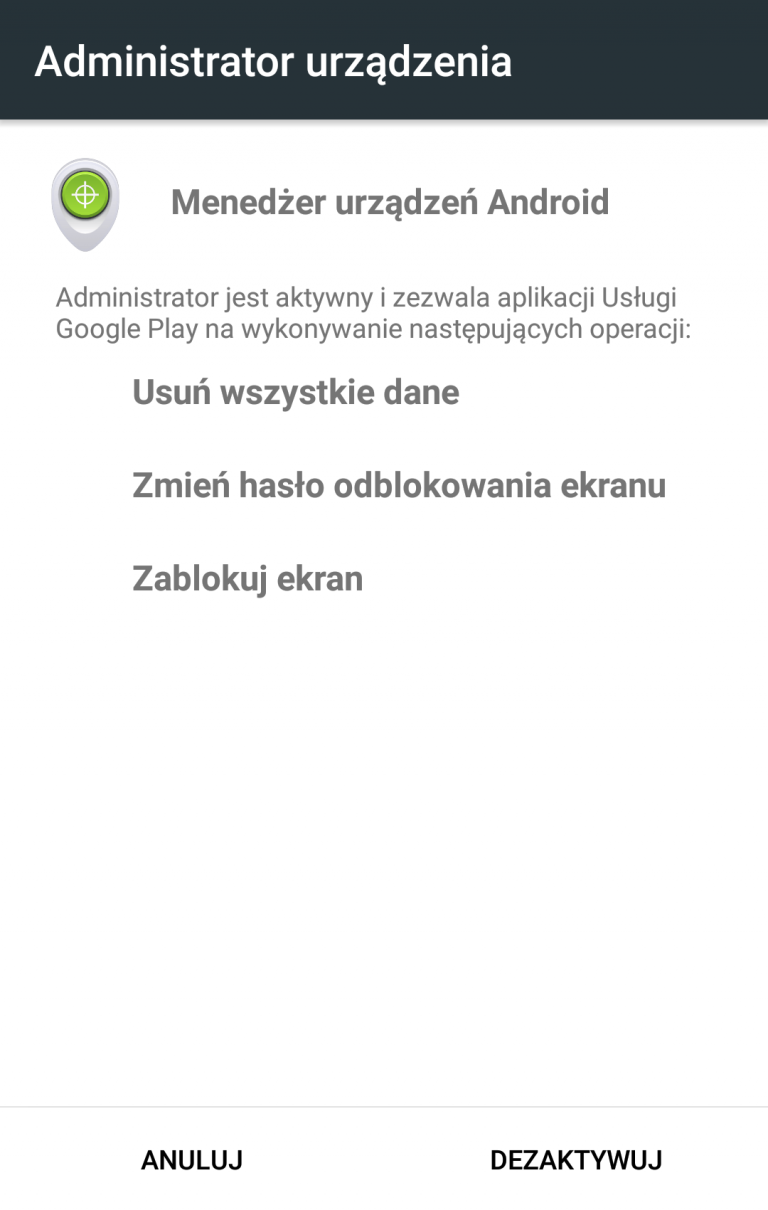 Administrator urządzenia
Menedżer urządzeń Android
Administrator jest aktywny i zezwala aplikacji Usługi
Google Play na wykonywanie następujących operacji:
Usuń wszystkie dane
Zmień hasło odblokowania ekranu
Zablokuj ekran
ANULUJ
DEZAKTYWUJ